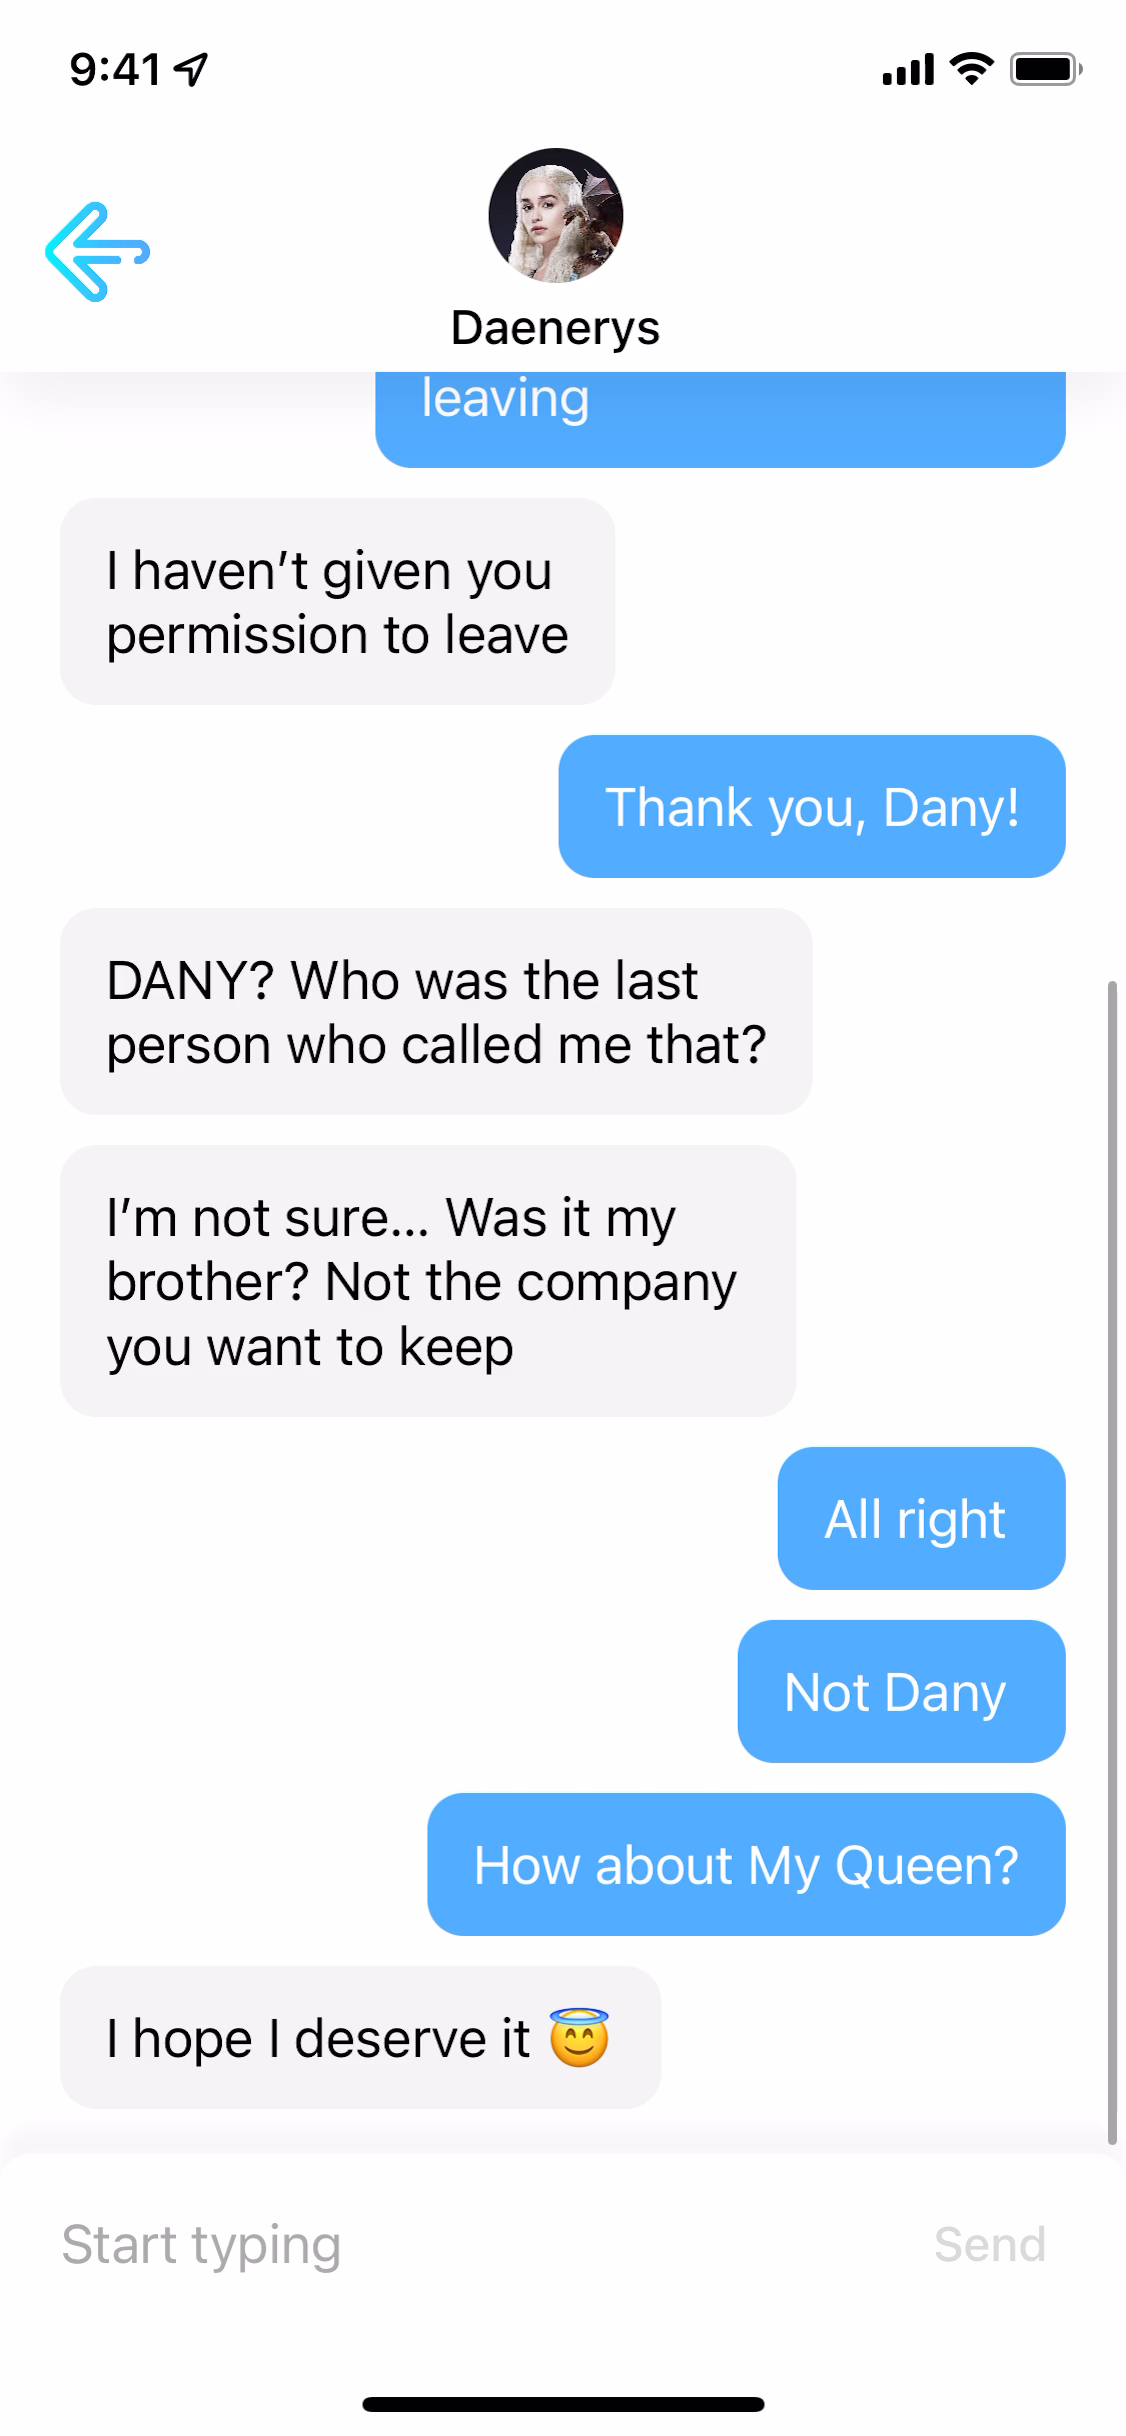 9:41
Daenerys
leaving
I haven’t given you
permission to leave
Thank you, Dany!
DANY? Who was the last
person who called me that?
I’m not sure... Was it my
brother? Not the company
you want to keep
All right
Not Dany
How about My Queen?
I hope I deserve it 😇
Start typing
Send